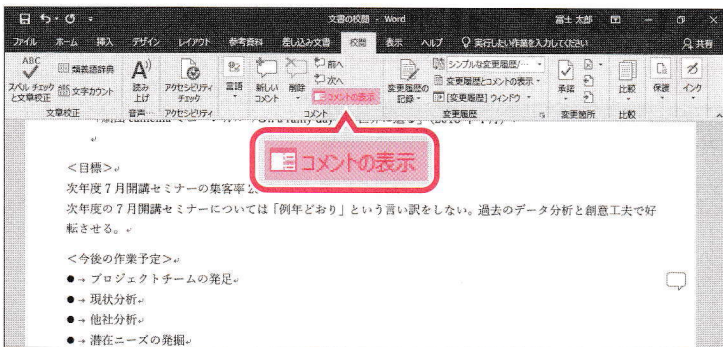 文書の校閲 - Word
富士 太郎
ファイル ホーム 挿入 デザイン レイアウト 参考資料 差し込み文書 校閲 表示 ヘルプ 実行したい作業を入力してください 共有
ABC
スペル チェックと文章校正
類義語辞典
文字カウント
文章校正
A
読み上げ
音声
アクセシビリティ チェック
アクセシビリティ
言語
新しいコメント
削除
前へ
次へ
コメントの表示
コメント
変更履歴の記録
シンプルな変更履歴/…
変更履歴とコメントの表示
[変更履歴] ウィンドウ
変更履歴
承諾
変更箇所
比較
比較
保護
インク
コメントの表示
<目標>
次年度7月開講セミナーの集客率
次年度の7月開講セミナーについては「例年どおり」という言い訳をしない。過去のデータ分析と創意工夫で好
転させる。
<今後の作業予定>
●→プロジェクトチームの発足
●→現状分析
●→他社分析
●→潜在ニーズの発掘